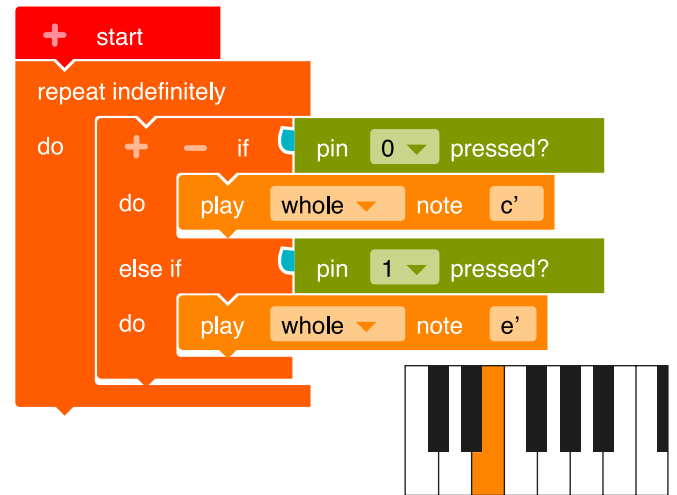 + start
repeat indefinitely
do + − if pin 0 pressed?
do play whole note c’
else if pin 1 pressed?
do play whole note e’